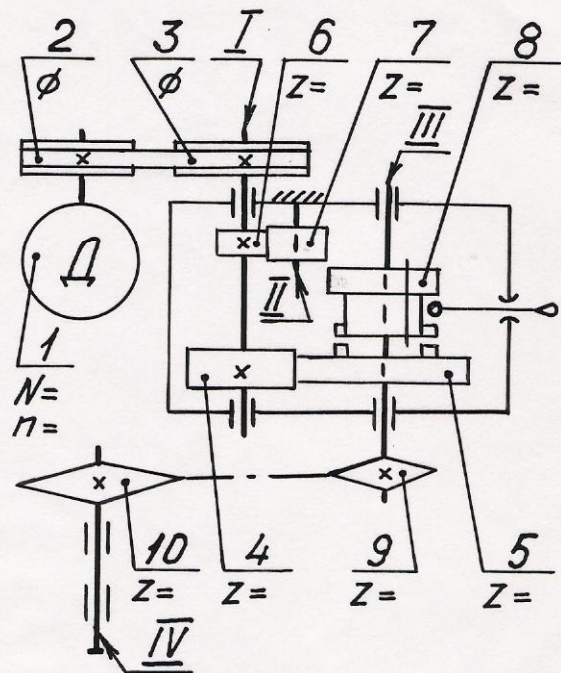 2 3 I 6 7 8
ϕ ϕ Z= Z= Z=
III
Д
II
1
N=
n=
10 4 9 5
Z= Z= Z= Z=
IV